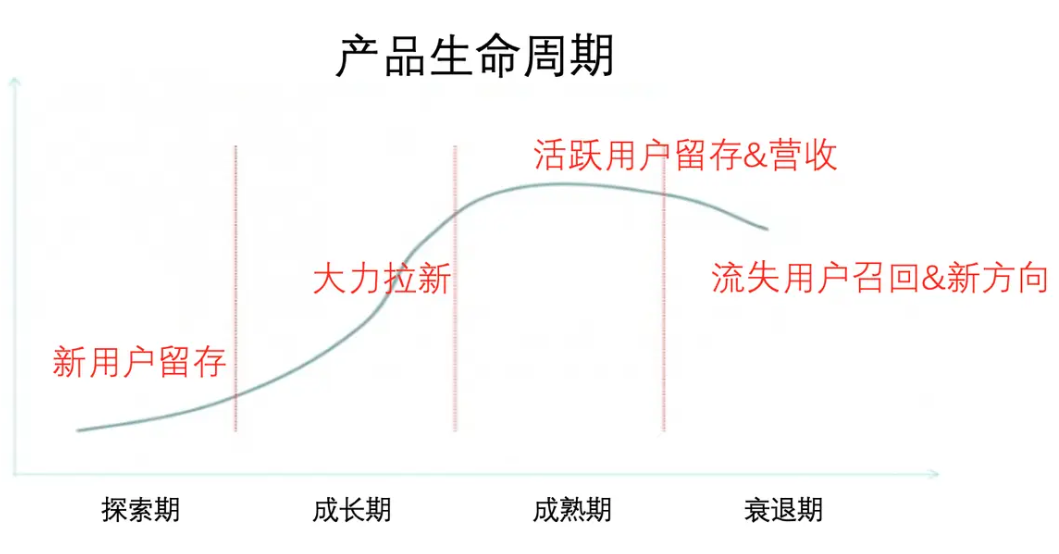 产品生命周期
活跃用户留存&营收
大力拉新
流失用户召回&新方向
新用户留存
探索期
成长期
成熟期
衰退期